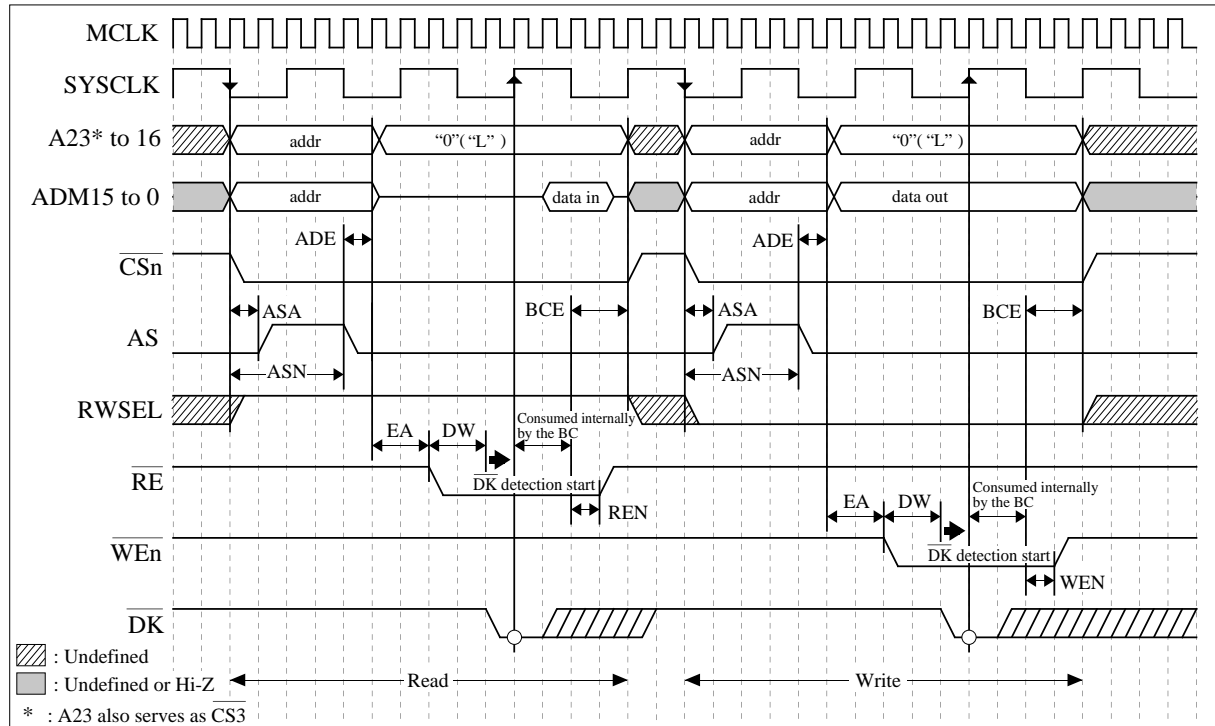 MCLK
SYSCLK
A23* to 16
addr
“0”( “L” )
addr
“0”( “L” )
ADM15 to 0
addr
data in
addr
data out
ADE
ADE
CSn
ASA
BCE
ASA
BCE
AS
ASN
ASN
RWSEL
EA
DW
Consumed internally
by the BC
RE
DK detection start
REN
EA
DW
Consumed internally
by the BC
WEn
DK detection start
WEN
DK
: Undefined
: Undefined or Hi-Z
Read
Write
* : A23 also serves as CS3